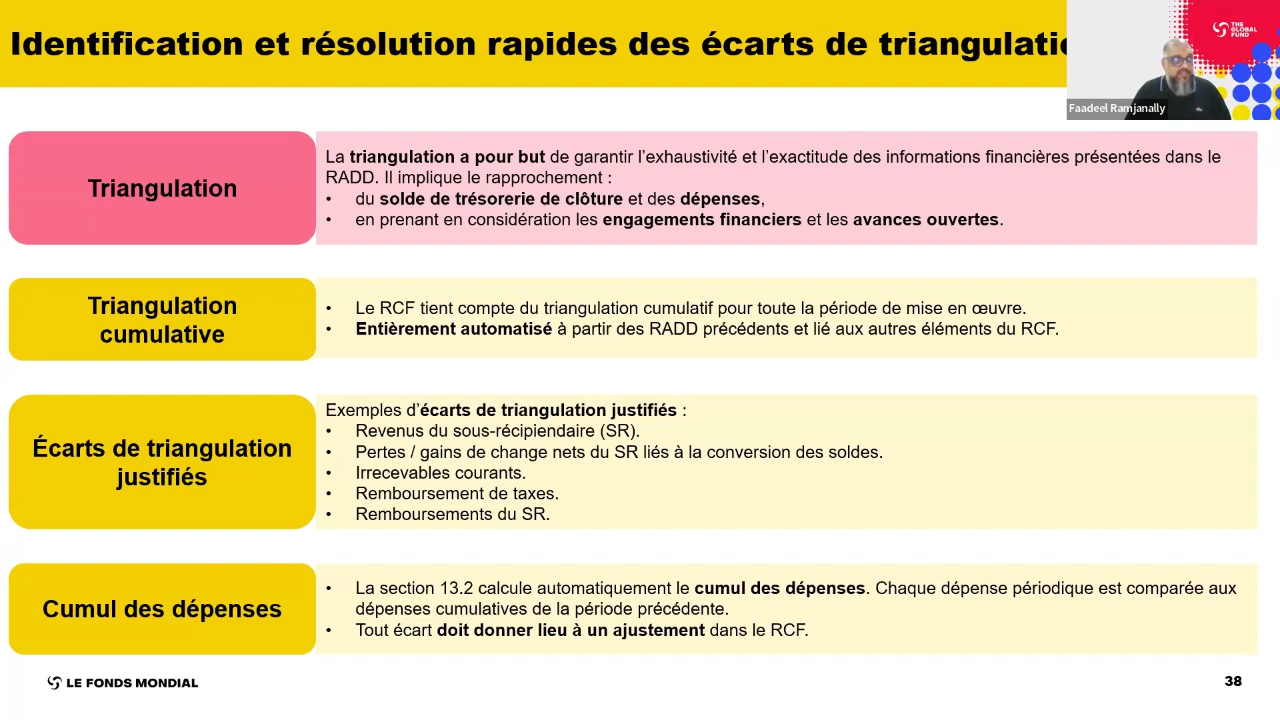 Identification et résolution rapides des écarts de triangulatio
THE
GLOBAL
FUND
Faadeel Ramjanally
Triangulation
La triangulation a pour but de garantir l'exhaustivité et l'exactitude des informations financières présentées dans le
RADD. Il implique le rapprochement :
• du solde de trésorerie de clôture et des dépenses,
• en prenant en considération les engagements financiers et les avances ouvertes.
Triangulation
cumulative
• Le RCF tient compte du triangulation cumulatif pour toute la période de mise en œuvre.
• Entièrement automatisé à partir des RADD précédents et lié aux autres éléments du RCF.
Écarts de triangulation
justifiés
Exemples d'écarts de triangulation justifiés :
• Revenus du sous-récipiendaire (SR).
• Pertes / gains de change nets du SR liés à la conversion des soldes.
• Irrecevables courants.
• Remboursement de taxes.
• Remboursements du SR.
Cumul des dépenses
• La section 13.2 calcule automatiquement le cumul des dépenses. Chaque dépense périodique est comparée aux
dépenses cumulatives de la période précédente.
• Tout écart doit donner lieu à un ajustement dans le RCF.
LE FONDS MONDIAL
38